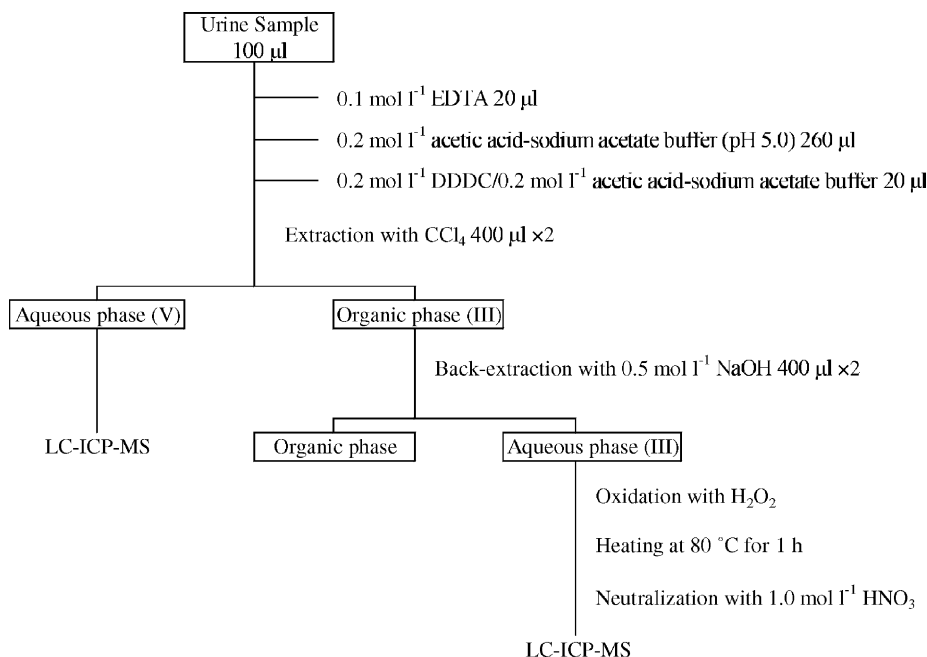 Urine Sample
100 μl
0.1 mol l⁻¹ EDTA 20 μl
0.2 mol l⁻¹ acetic acid-sodium acetate buffer (pH 5.0) 260 μl
0.2 mol l⁻¹ DDDC/0.2 mol l⁻¹ acetic acid-sodium acetate buffer 20 μl
Extraction with CCl₄ 400 μl ×2
Aqueous phase (V)
Organic phase (III)
Back-extraction with 0.5 mol l⁻¹ NaOH 400 μl ×2
LC-ICP-MS
Organic phase
Aqueous phase (III)
Oxidation with H₂O₂
Heating at 80 °C for 1 h
Neutralization with 1.0 mol l⁻¹ HNO₃
LC-ICP-MS